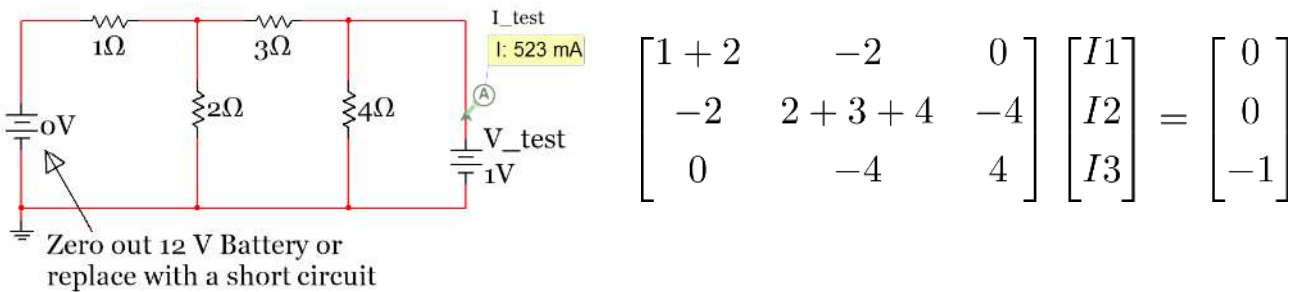 I_test
I: 523 mA
1Ω
3Ω
2Ω
4Ω
0V
V_test
1V
Zero out 12 V Battery or
replace with a short circuit
A
1 + 2 −2 0
−2 2 + 3 + 4 −4
0 −4 4
I1
I2
I3
=
0
0
−1